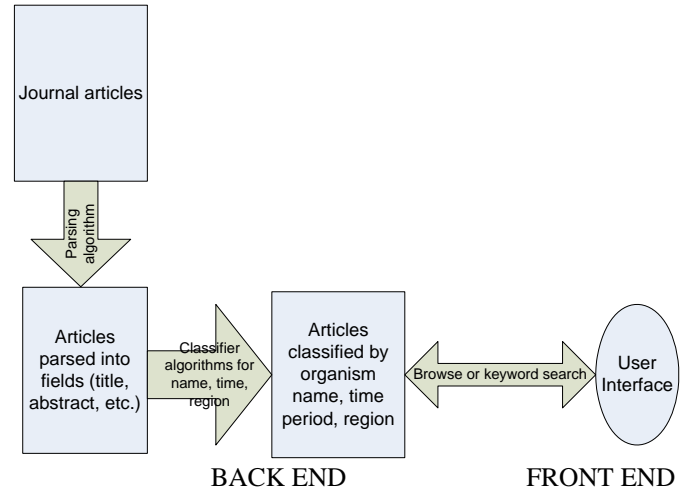 Journal articles
Parsing
algorithm
Articles
parsed into
fields (title,
abstract, etc.)
Classifier
algorithms for
name, time,
region
Articles
classified by
organism
name, time
period, region
Browse or keyword search
User
Interface
BACK END
FRONT END